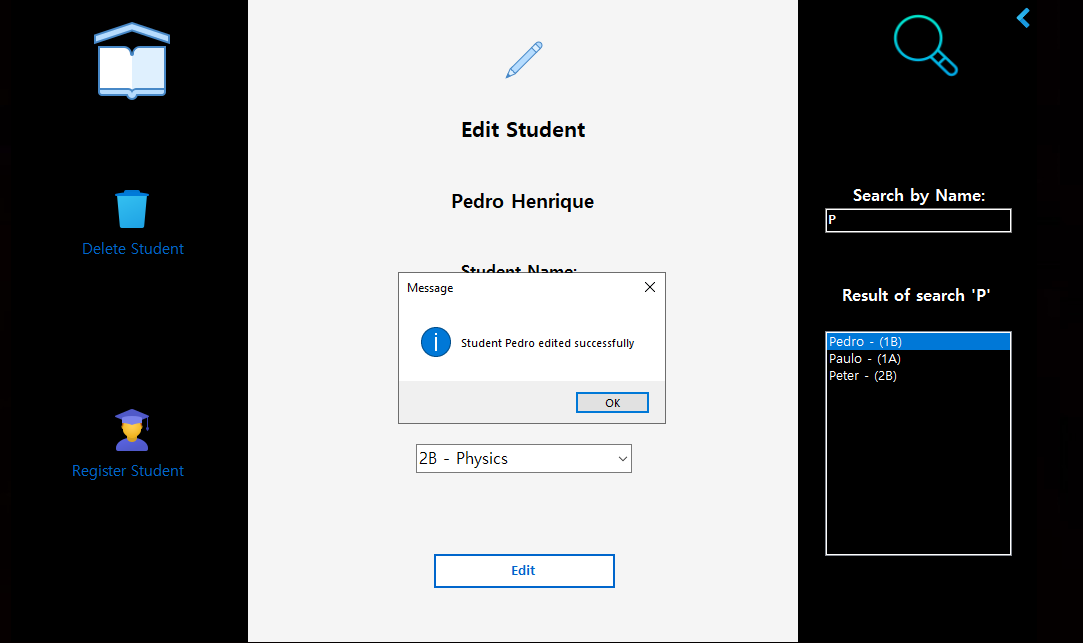 Delete Student
Register Student
Edit Student
Pedro Henrique
Student Name:
Message
Student Pedro edited successfully
OK
2B - Physics
Edit
Search by Name:
P
Result of search 'P'
Pedro - (1B)
Paulo - (1A)
Peter - (2B)